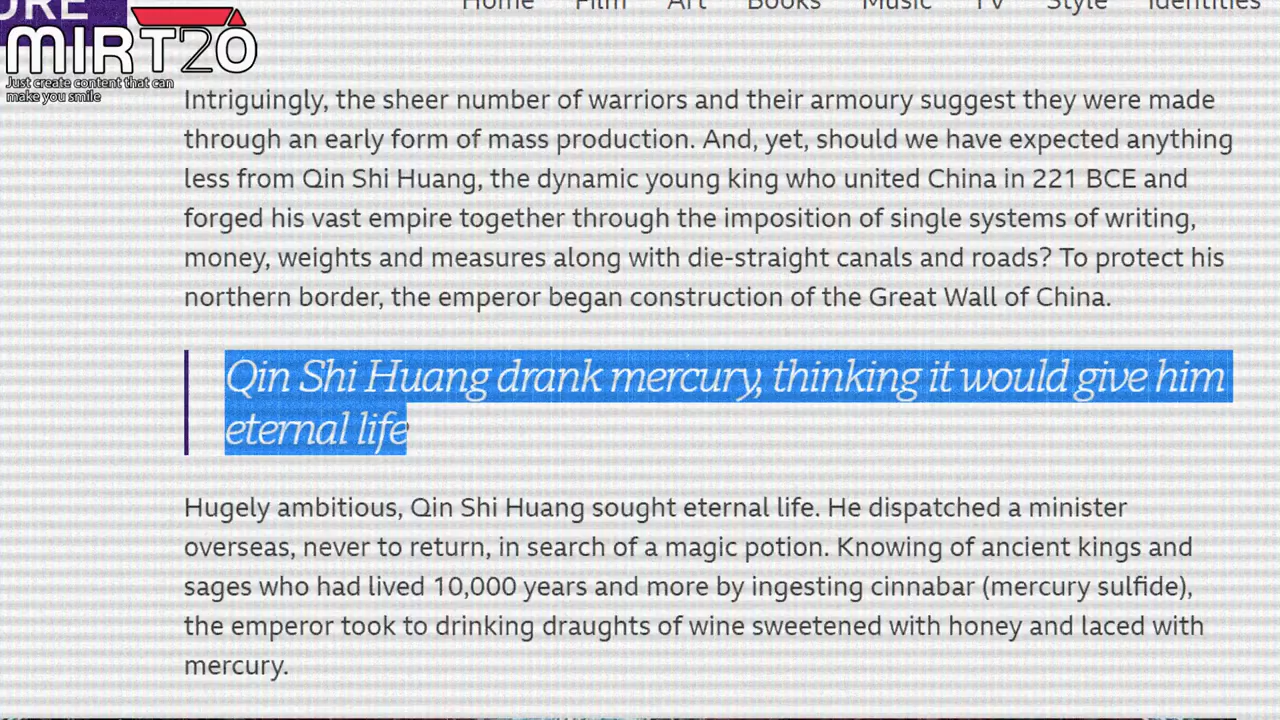 URE
Home Film Art Books Music TV Style Identities
MIRT20
Just create content that can
make you smile
Intriguingly, the sheer number of warriors and their armoury suggest they were made
through an early form of mass production. And, yet, should we have expected anything
less from Qin Shi Huang, the dynamic young king who united China in 221 BCE and
forged his vast empire together through the imposition of single systems of writing,
money, weights and measures along with die-straight canals and roads? To protect his
northern border, the emperor began construction of the Great Wall of China.
Qin Shi Huang drank mercury, thinking it would give him
eternal life
Hugely ambitious, Qin Shi Huang sought eternal life. He dispatched a minister
overseas, never to return, in search of a magic potion. Knowing of ancient kings and
sages who had lived 10,000 years and more by ingesting cinnabar (mercury sulfide),
the emperor took to drinking draughts of wine sweetened with honey and laced with
mercury.